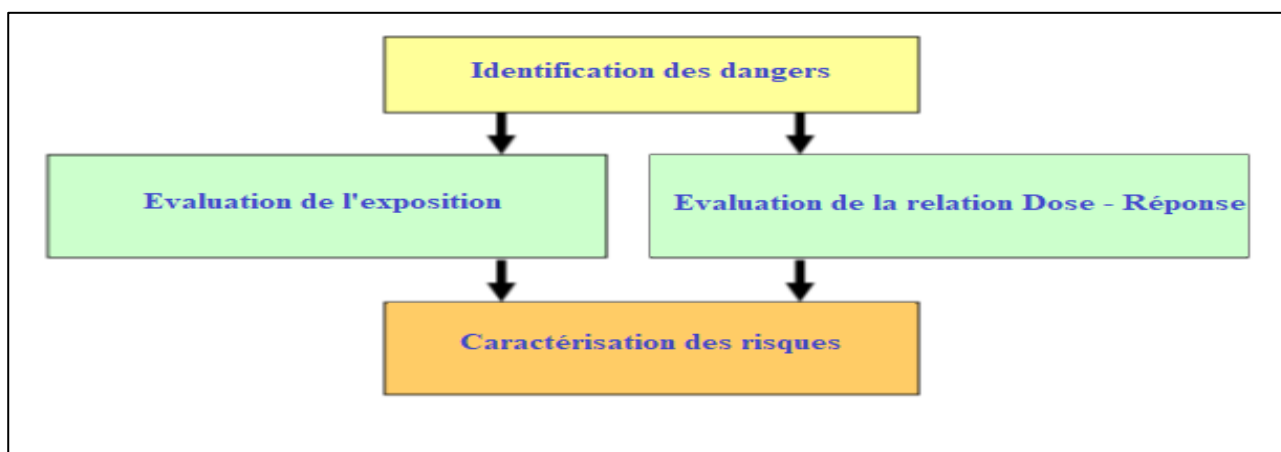 Identification des dangers
Evaluation de l'exposition
Evaluation de la relation Dose - Réponse
Caractérisation des risques